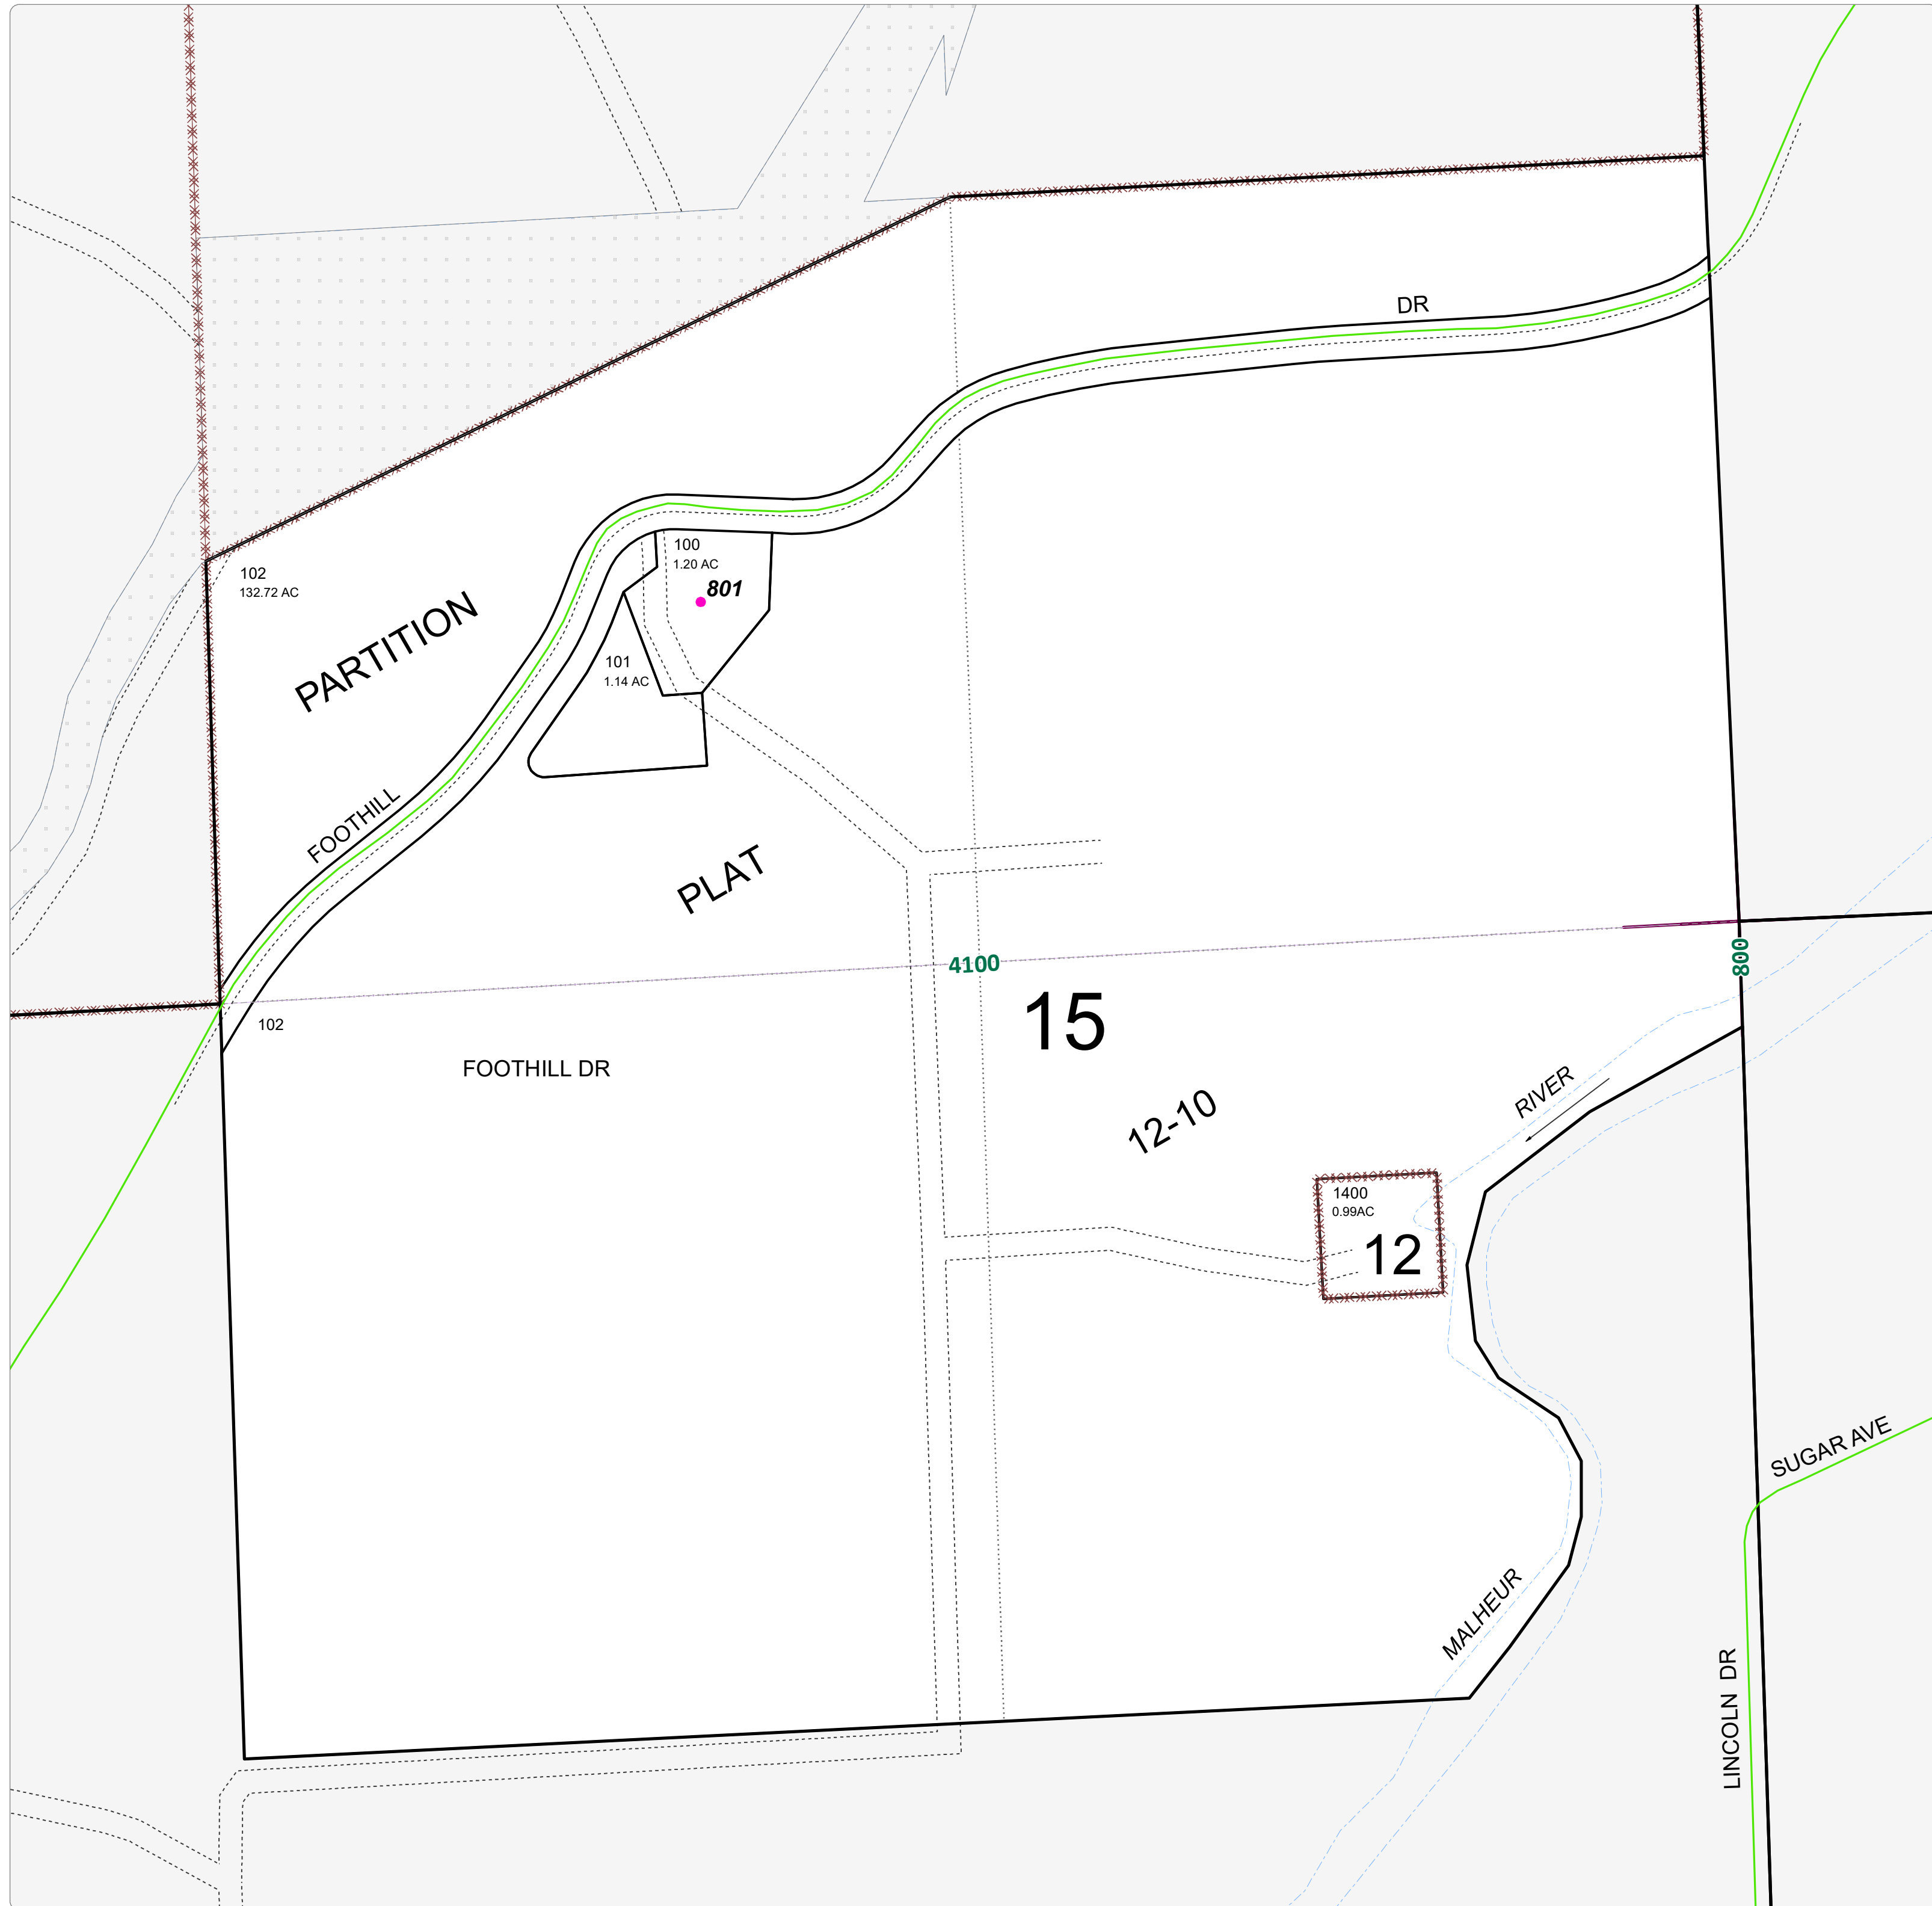 DR
100
1.20 AC
801
102
132.72 AC
PARTITION
101
1.14 AC
FOOTHILL
PLAT
4100
800
15
102
FOOTHILL DR
12-10
RIVER
1400
0.99AC
12
SUGAR AVE
MALHEUR
LINCOLN DR